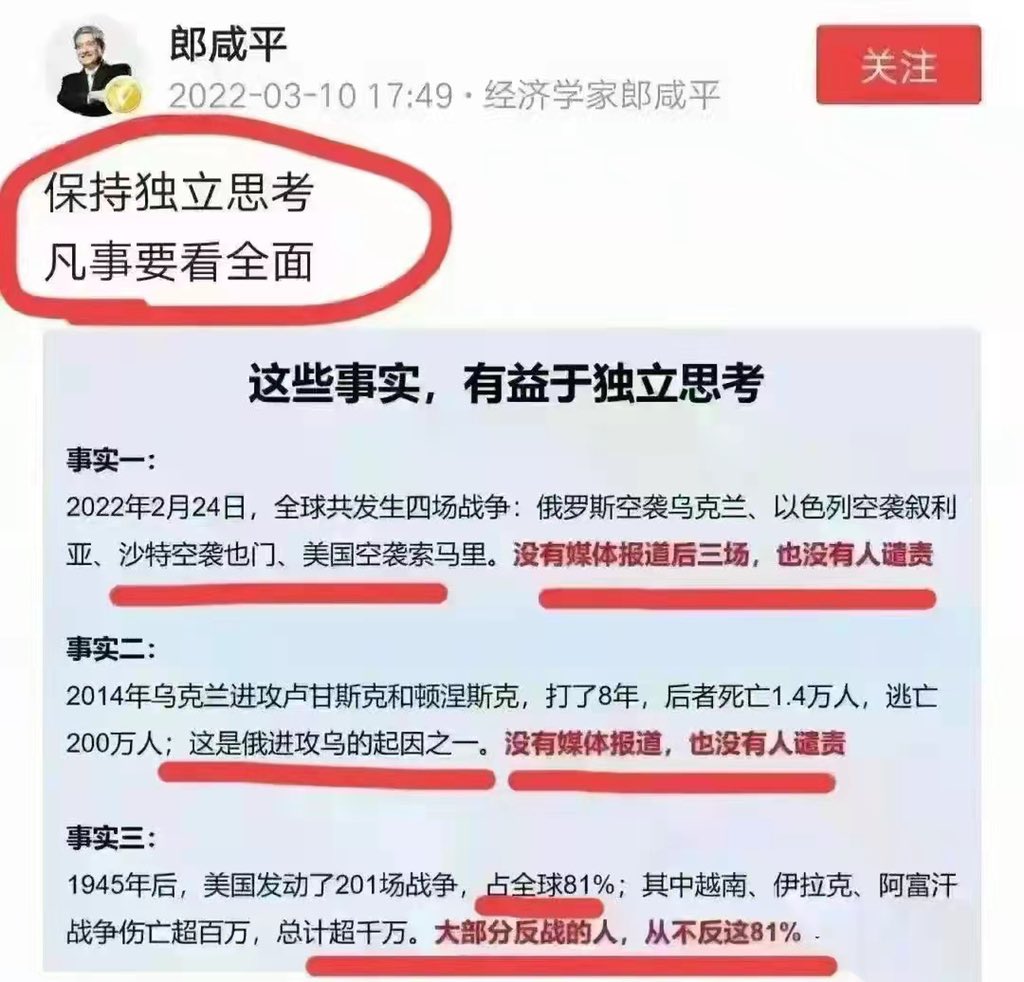 郎咸平
关注
2022-03-10 17:49·经济学家郎咸平
保持独立思考
凡事要看全面
这些事实，有益于独立思考
事实一：
2022年2月24日，全球共发生四场战争：俄罗斯空袭乌克兰、以色列空袭叙利
亚、沙特空袭也门、美国空袭索马里。没有媒体报道后三场，也没有人谴责
事实二：
2014年乌克兰进攻卢甘斯克和顿涅斯克，打了8年，后者死亡1.4万人，逃亡
200万人；这是俄进攻乌的起因之一。没有媒体报道，也没有人谴责
事实三：
1945年后，美国发动了201场战争，占全球81%；其中越南、伊拉克、阿富汗
战争伤亡超百万，总计超千万。大部分反战的人，从不反这81%